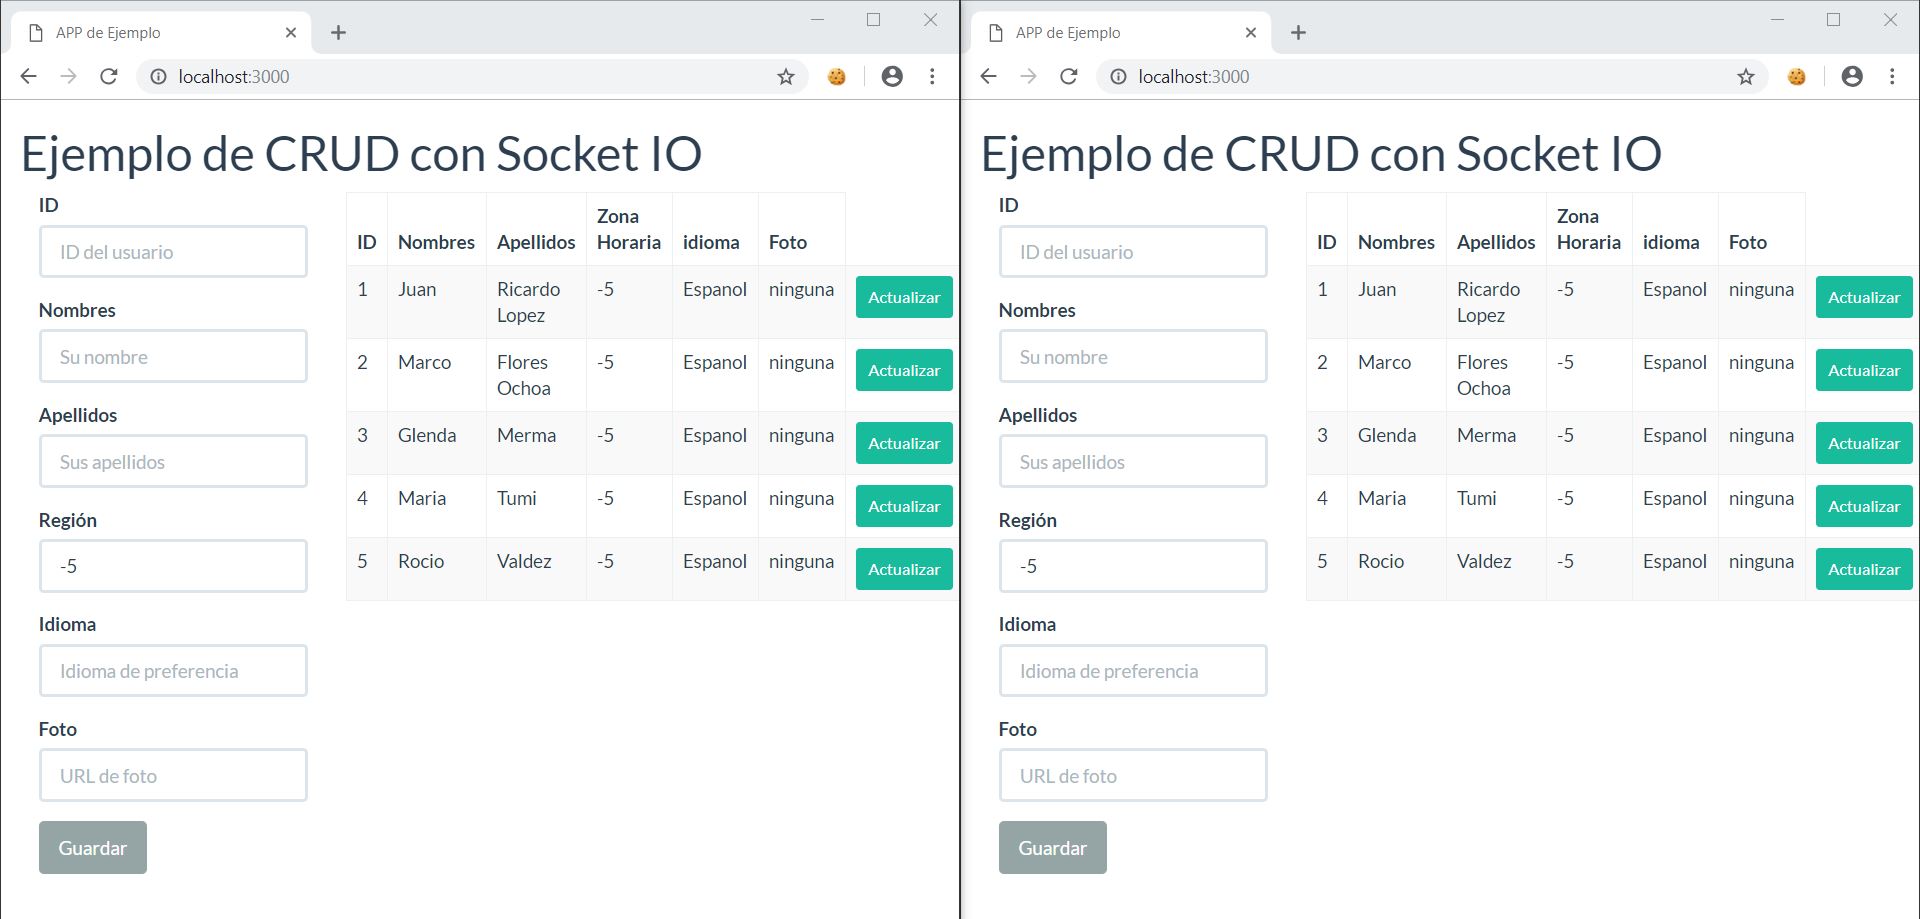 APP de Ejemplo
localhost:3000
Ejemplo de CRUD con Socket IO
ID
ID del usuario
Nombres
Su nombre
Apellidos
Sus apellidos
Región
-5
Idioma
Idioma de preferencia
Foto
URL de foto
Guardar
ID Nombres Apellidos Zona Horaria idioma Foto
1 Juan Ricardo Lopez -5 Espanol ninguna Actualizar
2 Marco Flores Ochoa -5 Espanol ninguna Actualizar
3 Glenda Merma -5 Espanol ninguna Actualizar
4 Maria Tumi -5 Espanol ninguna Actualizar
5 Rocio Valdez -5 Espanol ninguna Actualizar
APP de Ejemplo
localhost:3000
Ejemplo de CRUD con Socket IO
ID
ID del usuario
Nombres
Su nombre
Apellidos
Sus apellidos
Región
-5
Idioma
Idioma de preferencia
Foto
URL de foto
Guardar
ID Nombres Apellidos Zona Horaria idioma Foto
1 Juan Ricardo Lopez -5 Espanol ninguna Actualizar
2 Marco Flores Ochoa -5 Espanol ninguna Actualizar
3 Glenda Merma -5 Espanol ninguna Actualizar
4 Maria Tumi -5 Espanol ninguna Actualizar
5 Rocio Valdez -5 Espanol ninguna Actualizar